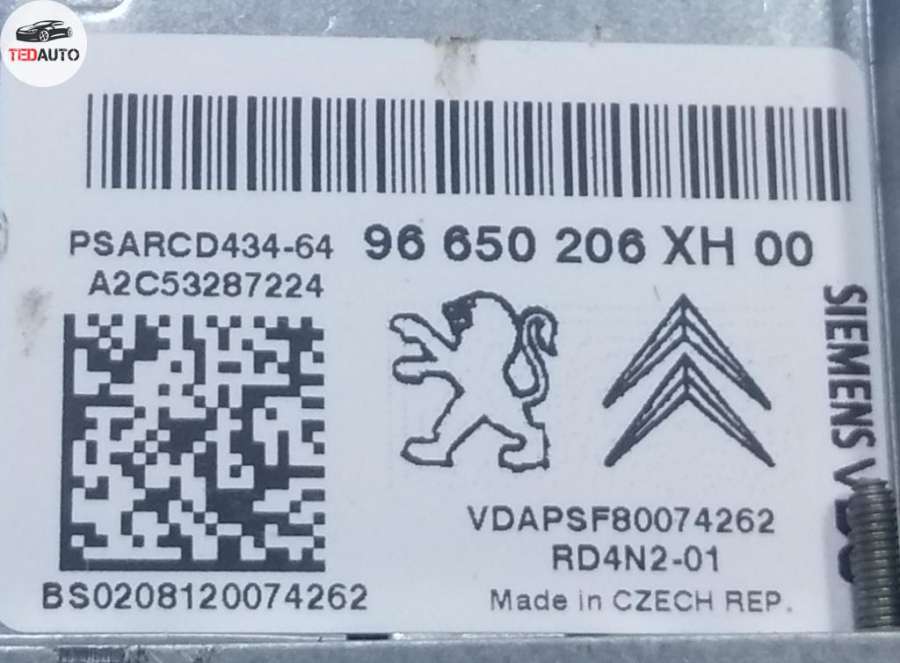 TEDAUTO
PSARCD434-64
96 650 206 XH 00
A2C53287224
SIEMENS
VDAPSF80074262
RD4N2-01
BS0208120074262
Made in CZECH REP.